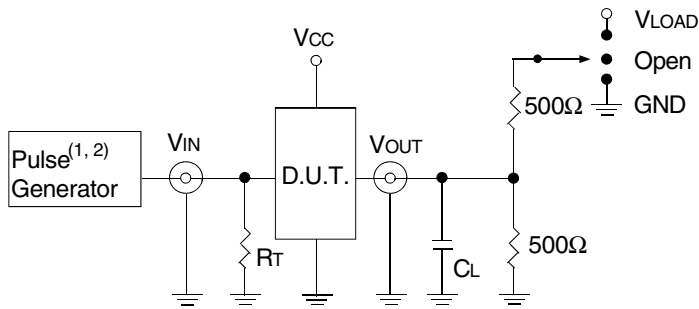 VLOAD
VCC
Open
500Ω
GND
VIN
VOUT
Pulse(1, 2)
Generator
D.U.T.
RT
CL
500Ω